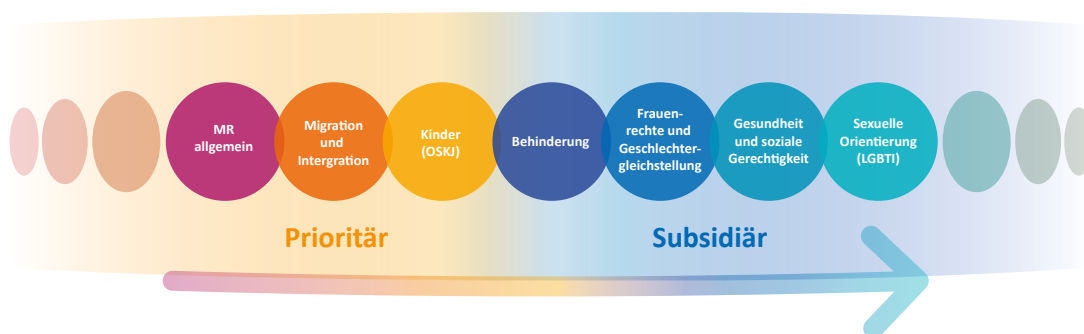 MR
allgemein
Migration
und
Intergration
Kinder
(OSKJ)
Behinderung
Frauen-
rechte und
Geschlechter-
gleichstellung
Gesundheit
und soziale
Gerechtigkeit
Sexuelle
Orientierung
(LGBTI)
Prioritär
Subsidiär